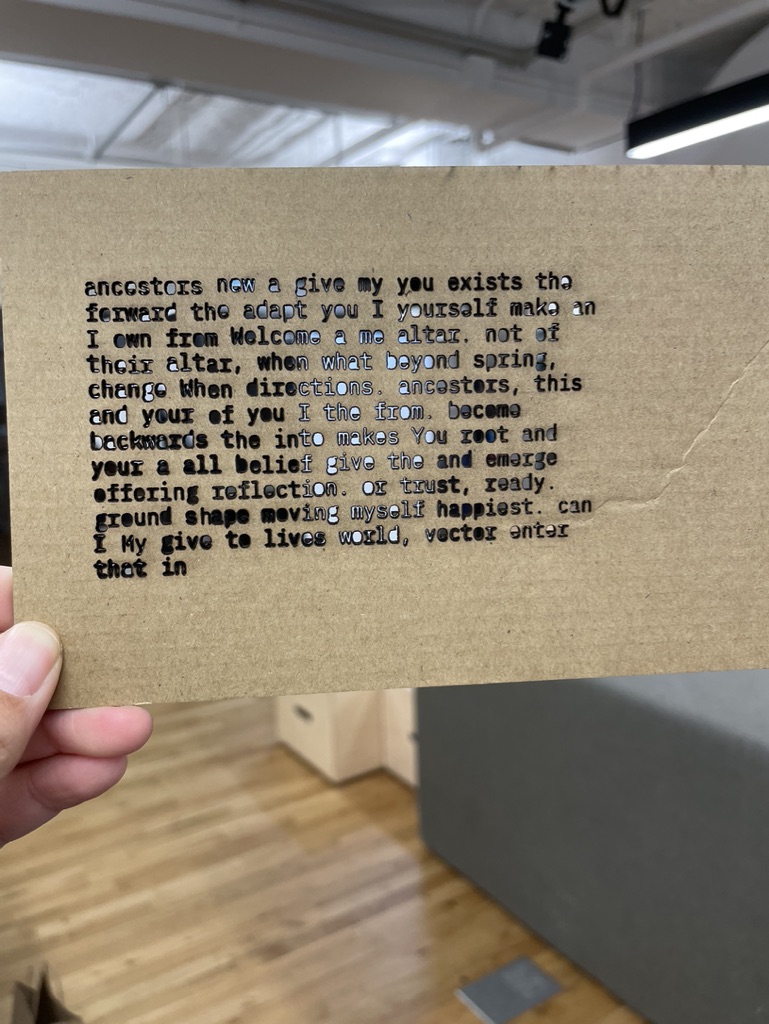 ancestors new a give my you exists the
forward the adapt you I yourself make an
I own from Welcome a me altar. not of
their altar, when what beyond spring,
change When directions. ancestors, this
and your of you I the from. become
backwards the into makes You root and
your a all belief give the and emerge
offering reflection. or trust, ready.
ground shape moving myself happiest. can
I My give to lives world, vector enter
that in